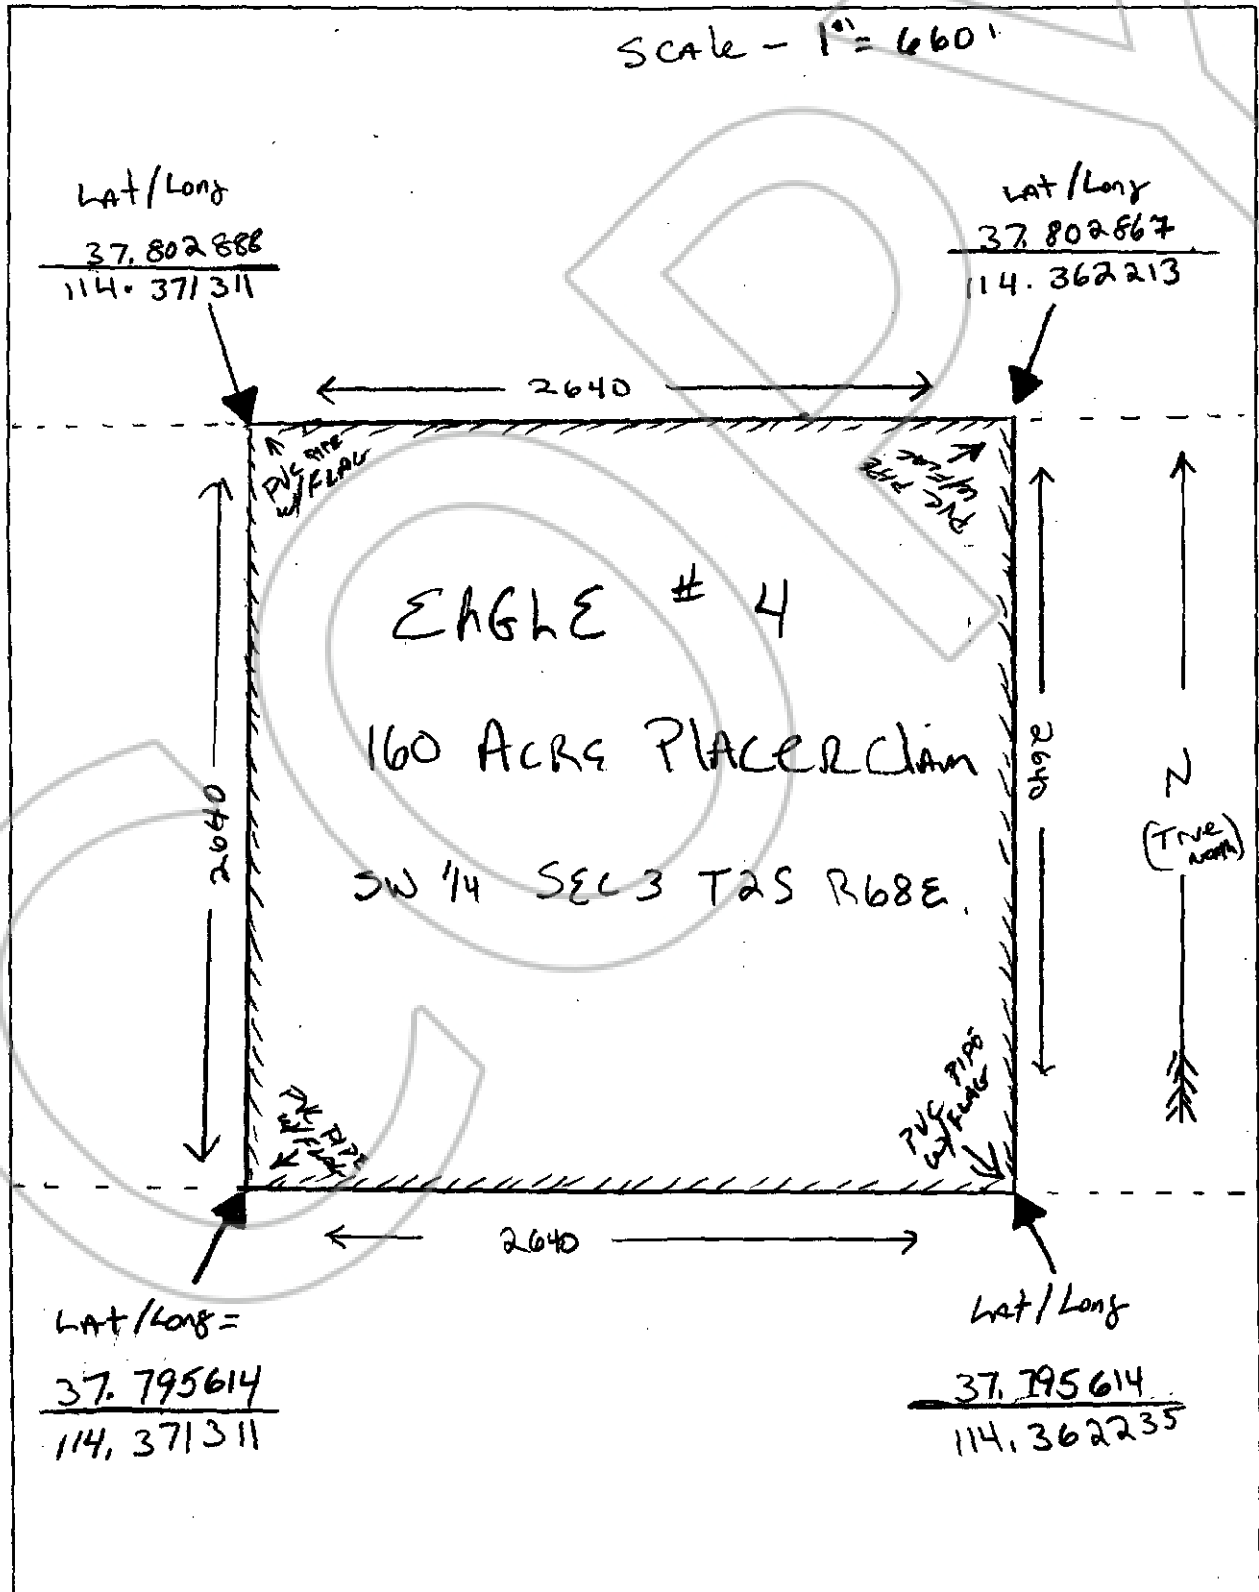 SCALE - 1" = 660'
LAt/Long
37.802888
114.371311
LAt/Long
37.802867
114.362213
2640
PVC PIPE
W/FLAG
PVC PIPE
W/FLAG
2640
2640
EAGLE # 4
160 ACRE PLACER Claim
SW 1/4 SEC 3 T2S R68E.
N
(True
North)
PVC PIPE
W/FLAG
PVC PIPE
W/FLAG
2640
LAt/Long =
37.795614
114.371311
LAt/Long
37.795614
114.362235
COPY